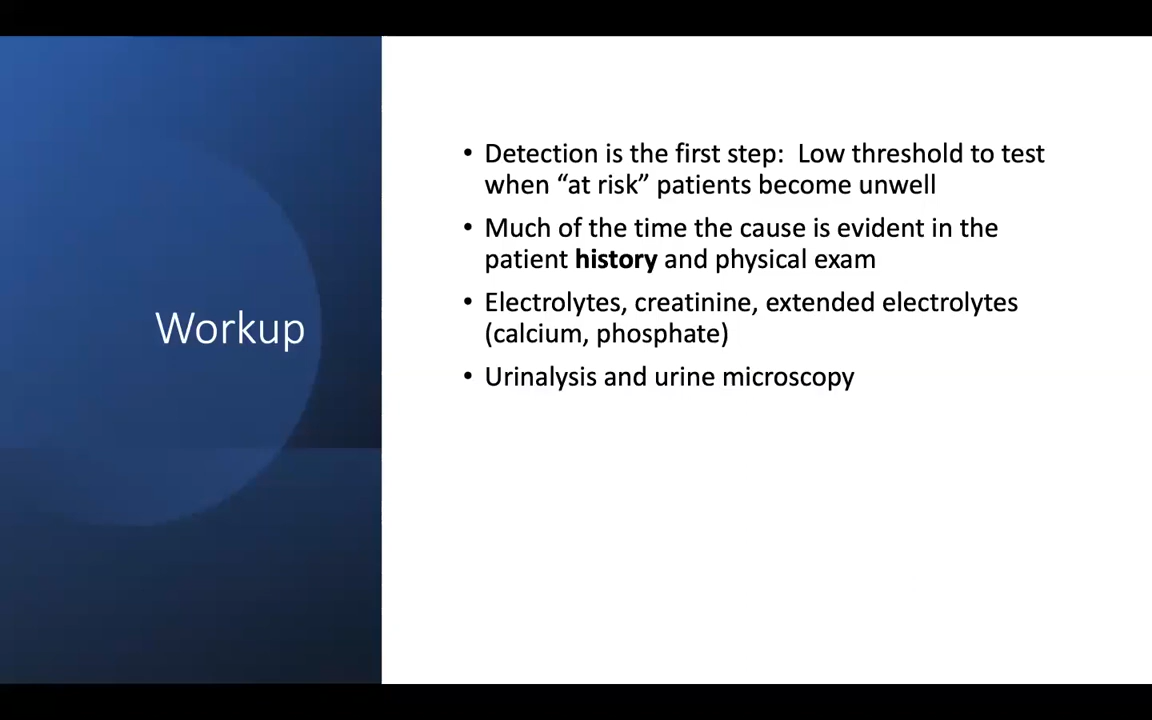 Workup
• Detection is the first step:  Low threshold to test
when “at risk” patients become unwell
• Much of the time the cause is evident in the
patient history and physical exam
• Electrolytes, creatinine, extended electrolytes
(calcium, phosphate)
• Urinalysis and urine microscopy